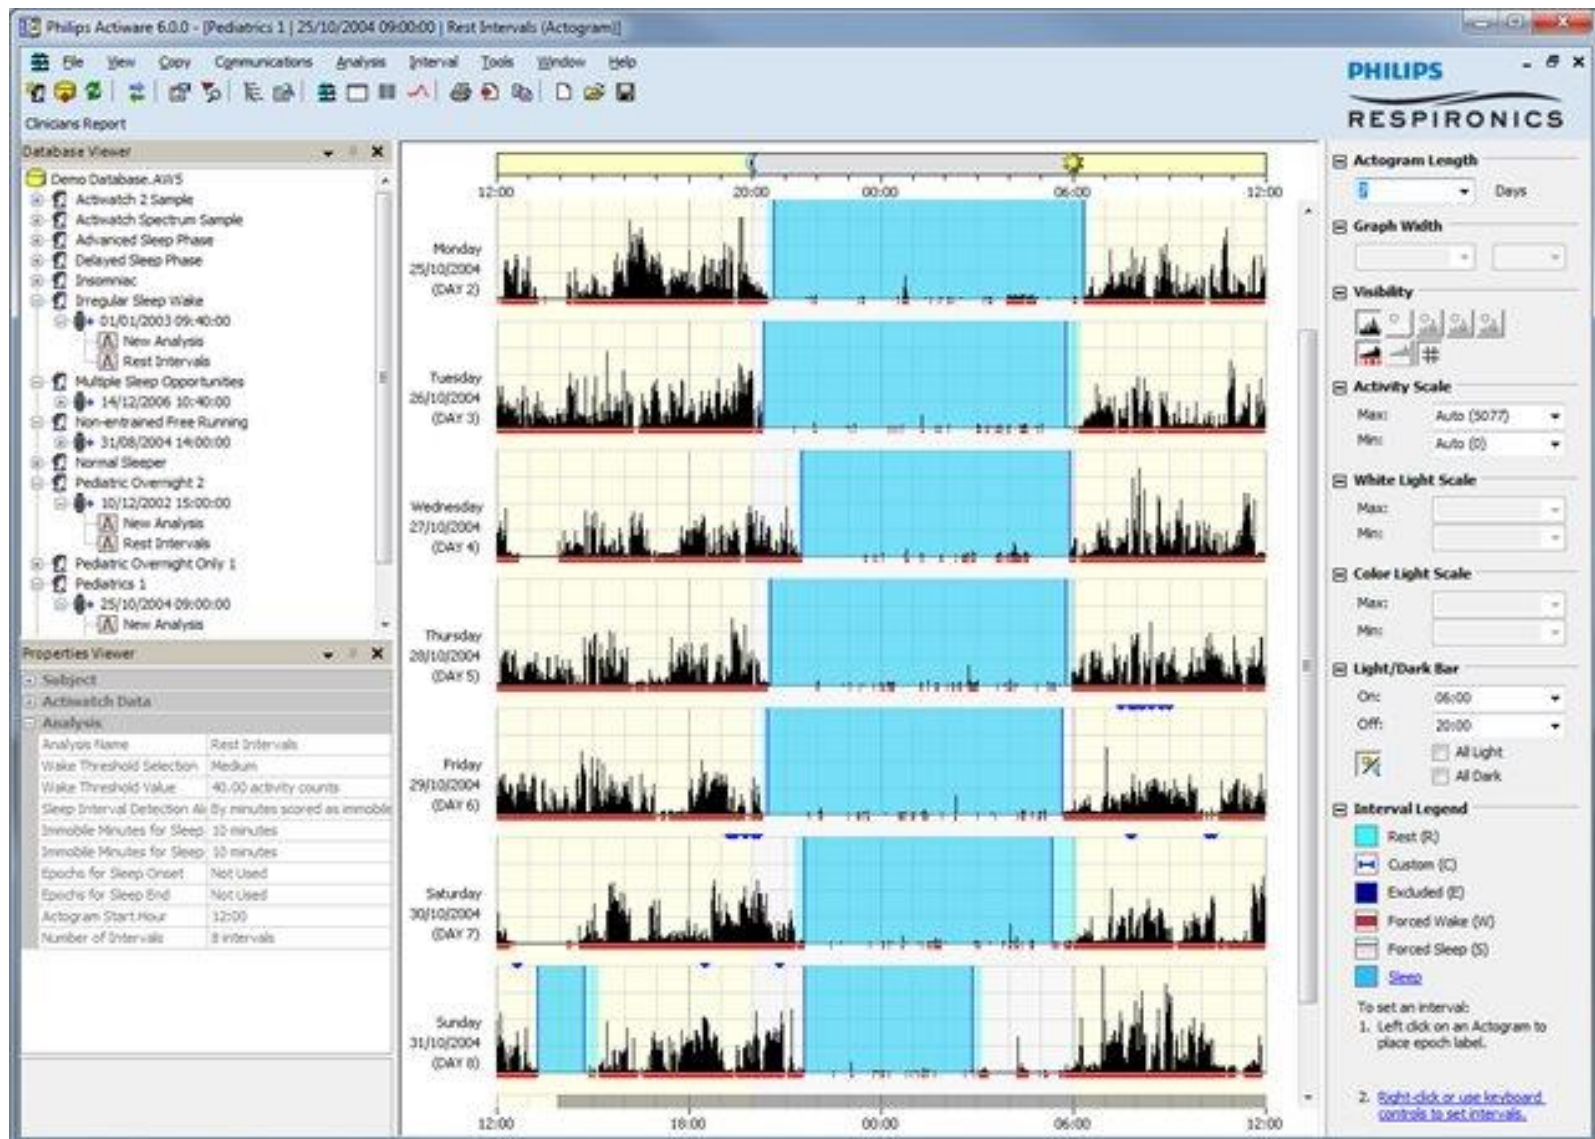 Philips Actiware 6.0.0 - [Pediatrics 1 | 25/10/2004 09:00:00 | Rest Intervals (Actogram)]
File View Copy Communications Analysis Interval Tools Window Help
PHILIPS
RESPIRONICS
Clinicians Report
Database Viewer
Demo Database.AWS
Actiwatch 2 Sample
Actiwatch Spectrum Sample
Advanced Sleep Phase
Delayed Sleep Phase
Insomniac
Irregular Sleep Wake
01/01/2003 09:40:00
New Analysis
Rest Intervals
Multiple Sleep Opportunities
14/12/2006 10:40:00
Non-entrained Free Running
31/08/2004 14:00:00
Normal Sleeper
Pediatric Overnight 2
10/12/2002 15:00:00
New Analysis
Rest Intervals
Pediatric Overnight Only 1
Pediatrics 1
25/10/2004 09:00:00
New Analysis
Properties Viewer
Subject
Actiwatch Data
Analysis
Analysis Name Rest Intervals
Wake Threshold Selection Medium
Wake Threshold Value 40.00 activity counts
Sleep Interval Detection Al By minutes scored as immobile
Immobile Minutes for Sleep 10 minutes
Immobile Minutes for Sleep 10 minutes
Epochs for Sleep Onset Not Used
Epochs for Sleep End Not Used
Actogram Start Hour 12:00
Number of Intervals 8 intervals
12:00 20:00 00:00 06:00 12:00
Monday
25/10/2004
(DAY 2)
Tuesday
26/10/2004
(DAY 3)
Wednesday
27/10/2004
(DAY 4)
Thursday
28/10/2004
(DAY 5)
Friday
29/10/2004
(DAY 6)
Saturday
30/10/2004
(DAY 7)
Sunday
31/10/2004
(DAY 8)
12:00 18:00 00:00 06:00 12:00
Actogram Length
7 Days
Graph Width
Visibility
Activity Scale
Max: Auto (5077)
Min: Auto (0)
White Light Scale
Max:
Min:
Color Light Scale
Max:
Min:
Light/Dark Bar
On: 06:00
Off: 20:00
All Light
All Dark
Interval Legend
Rest (R)
Custom (C)
Excluded (E)
Forced Wake (W)
Forced Sleep (S)
Sleep
To set an interval:
1. Left click on an Actogram to
place epoch label.
2. Right-click or use keyboard
controls to set intervals.